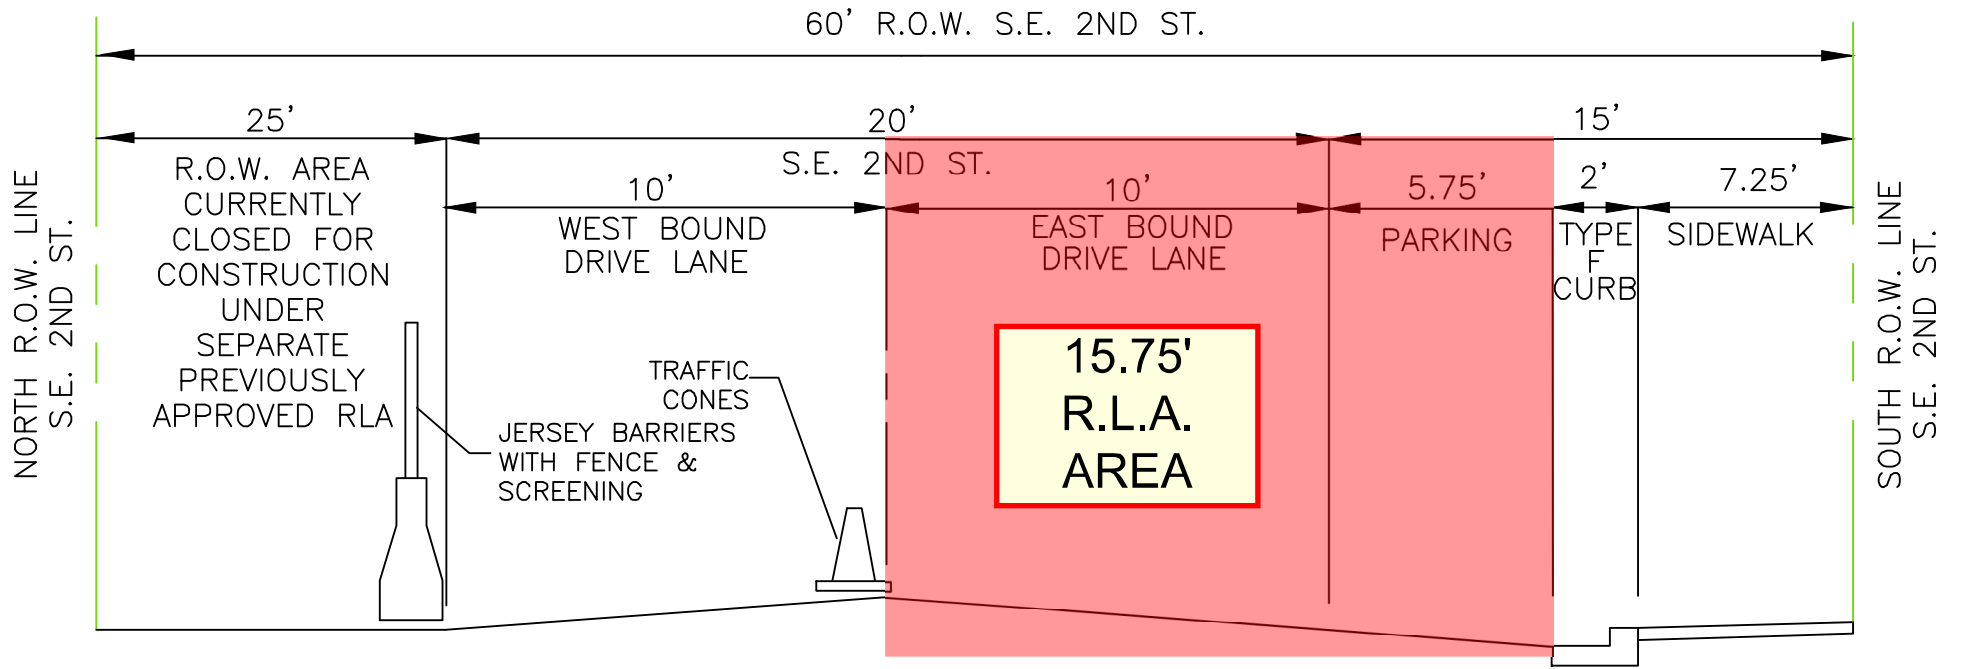 60' R.O.W. S.E. 2ND ST.
25'
20'
15'
S.E. 2ND ST.
R.O.W. AREA
CURRENTLY
CLOSED FOR
CONSTRUCTION
UNDER
SEPARATE
PREVIOUSLY
APPROVED RLA
10'
WEST BOUND
DRIVE LANE
10'
EAST BOUND
DRIVE LANE
5.75'
PARKING
2'
TYPE
F
CURB
7.25'
SIDEWALK
NORTH R.O.W. LINE
S.E. 2ND ST.
SOUTH R.O.W. LINE
S.E. 2ND ST.
TRAFFIC
CONES
JERSEY BARRIERS
WITH FENCE &
SCREENING
15.75'
R.L.A.
AREA